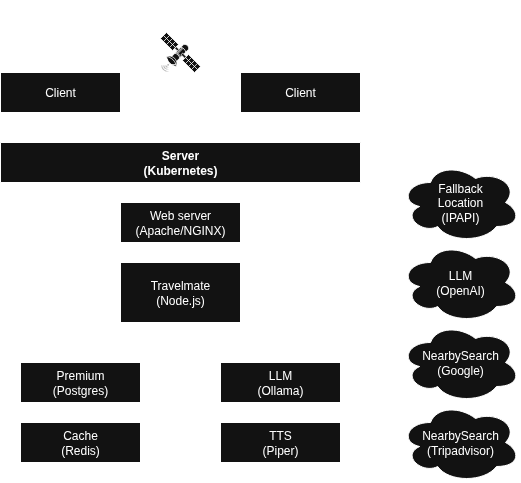 Client
Client
Server
(Kubernetes)
Web server
(Apache/NGINX)
Travelmate
(Node.js)
Premium
(Postgres)
LLM
(Ollama)
Cache
(Redis)
TTS
(Piper)
Fallback
Location
(IPAPI)
LLM
(OpenAI)
NearbySearch
(Google)
NearbySearch
(Tripadvisor)